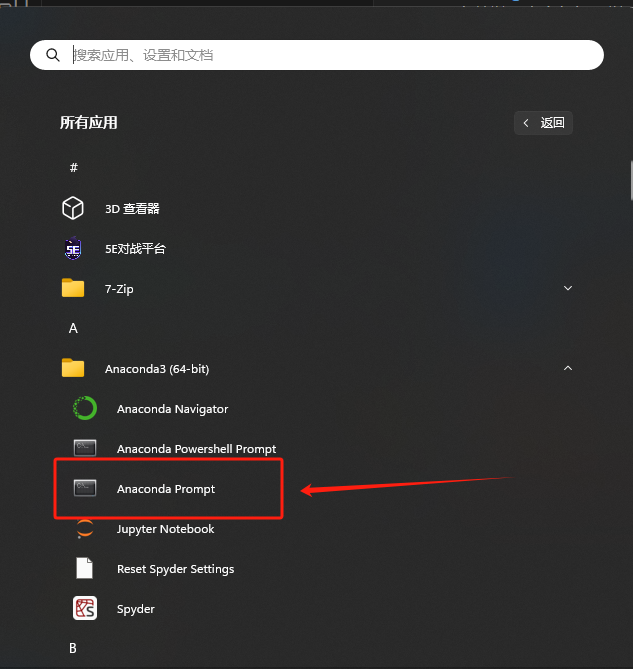 搜索应用、设置和文档
所有应用
返回
#
3D 查看器
5E对战平台
7-Zip
A
Anaconda3 (64-bit)
Anaconda Navigator
Anaconda Powershell Prompt
Anaconda Prompt
Jupyter Notebook
Reset Spyder Settings
Spyder
B